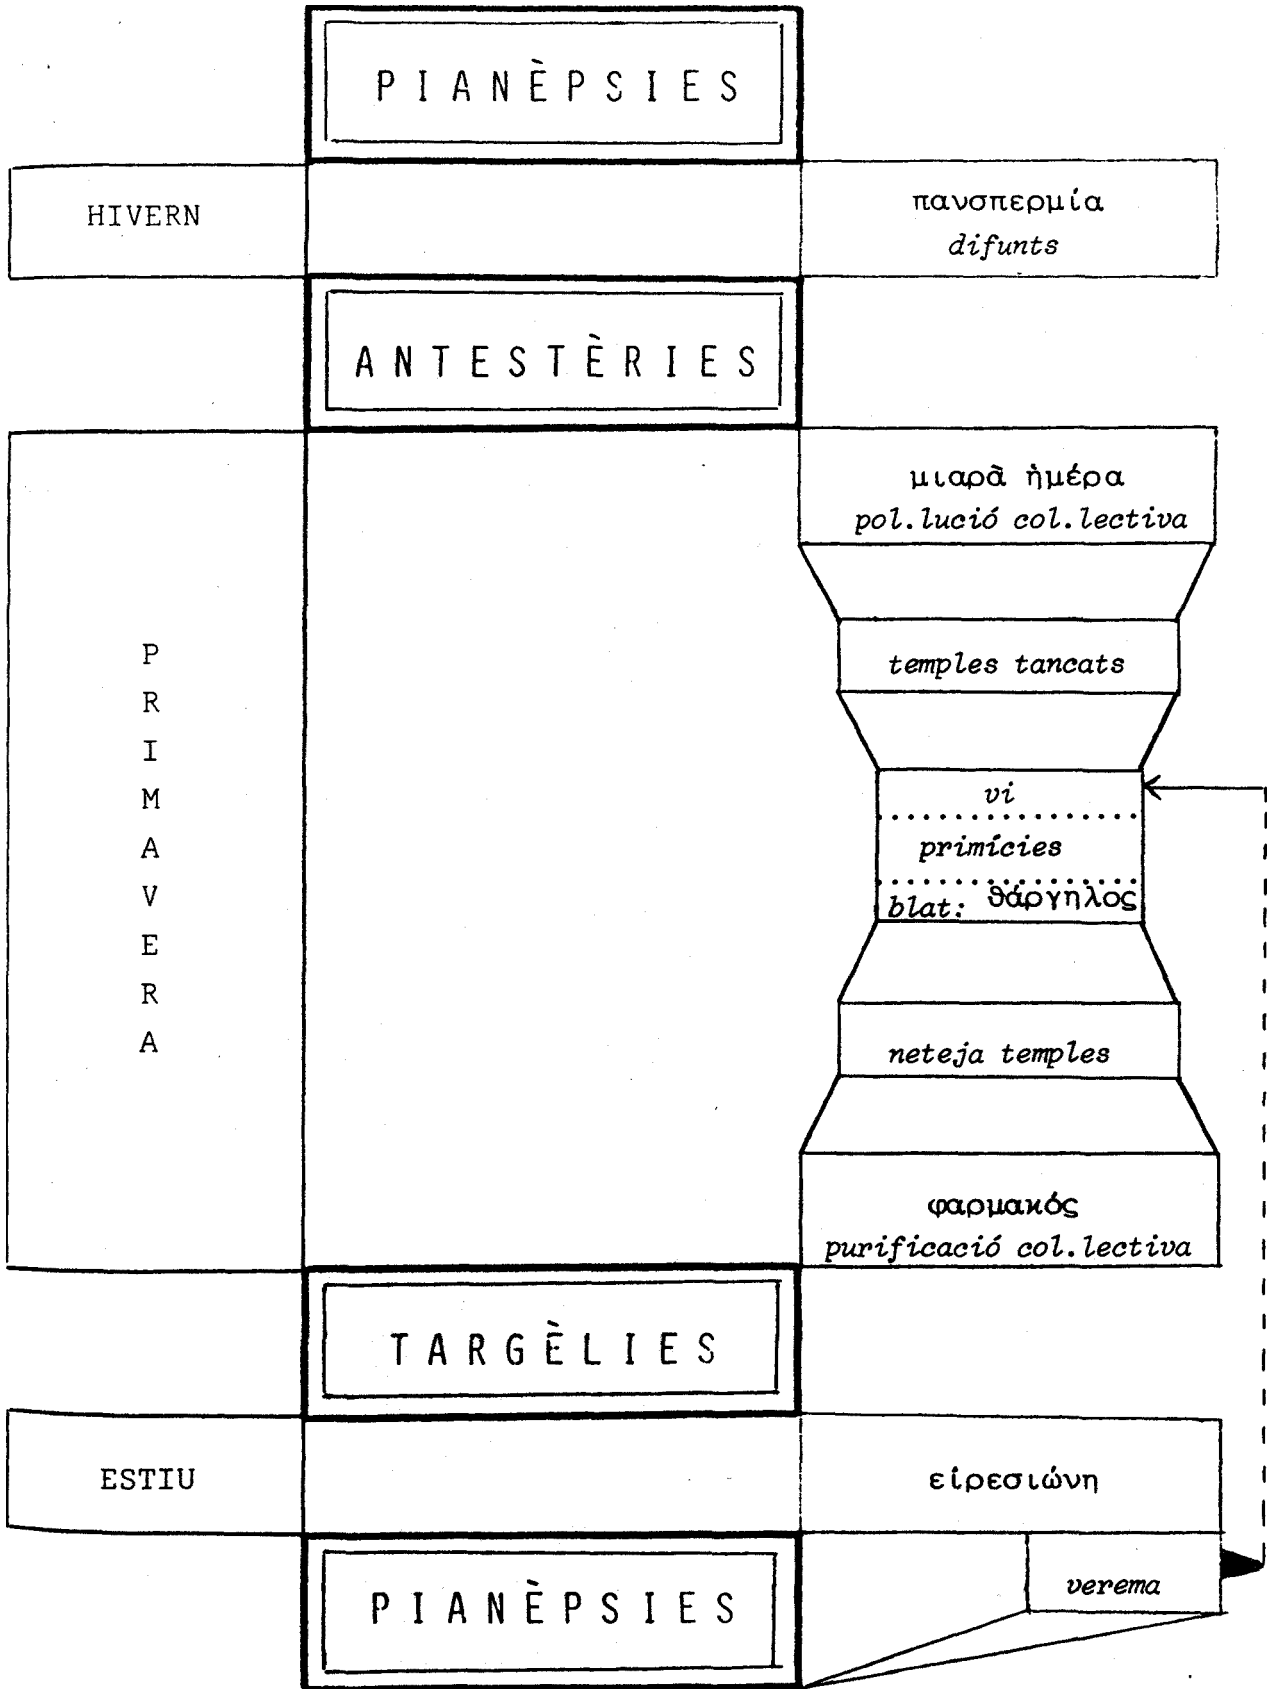 PIANÈPSIES
HIVERN
πανσπερμία
difunts
ANTESTÈRIES
μιαρὰ ἡμέρα
pol.lució col.lectiva
PRIMAVERA
temples tancats
vi
primícies
blat: θάργηλος
neteja temples
φαρμακός
purificació col.lectiva
TARGÈLIES
ESTIU
εἰρεσιώνη
PIANÈPSIES
verema